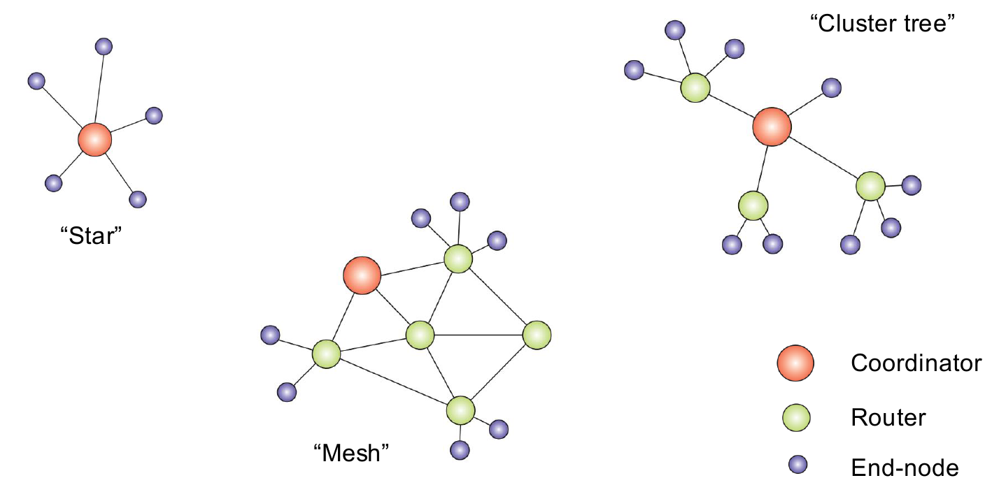 “Cluster tree”
“Star”
“Mesh”
Coordinator
Router
End-node